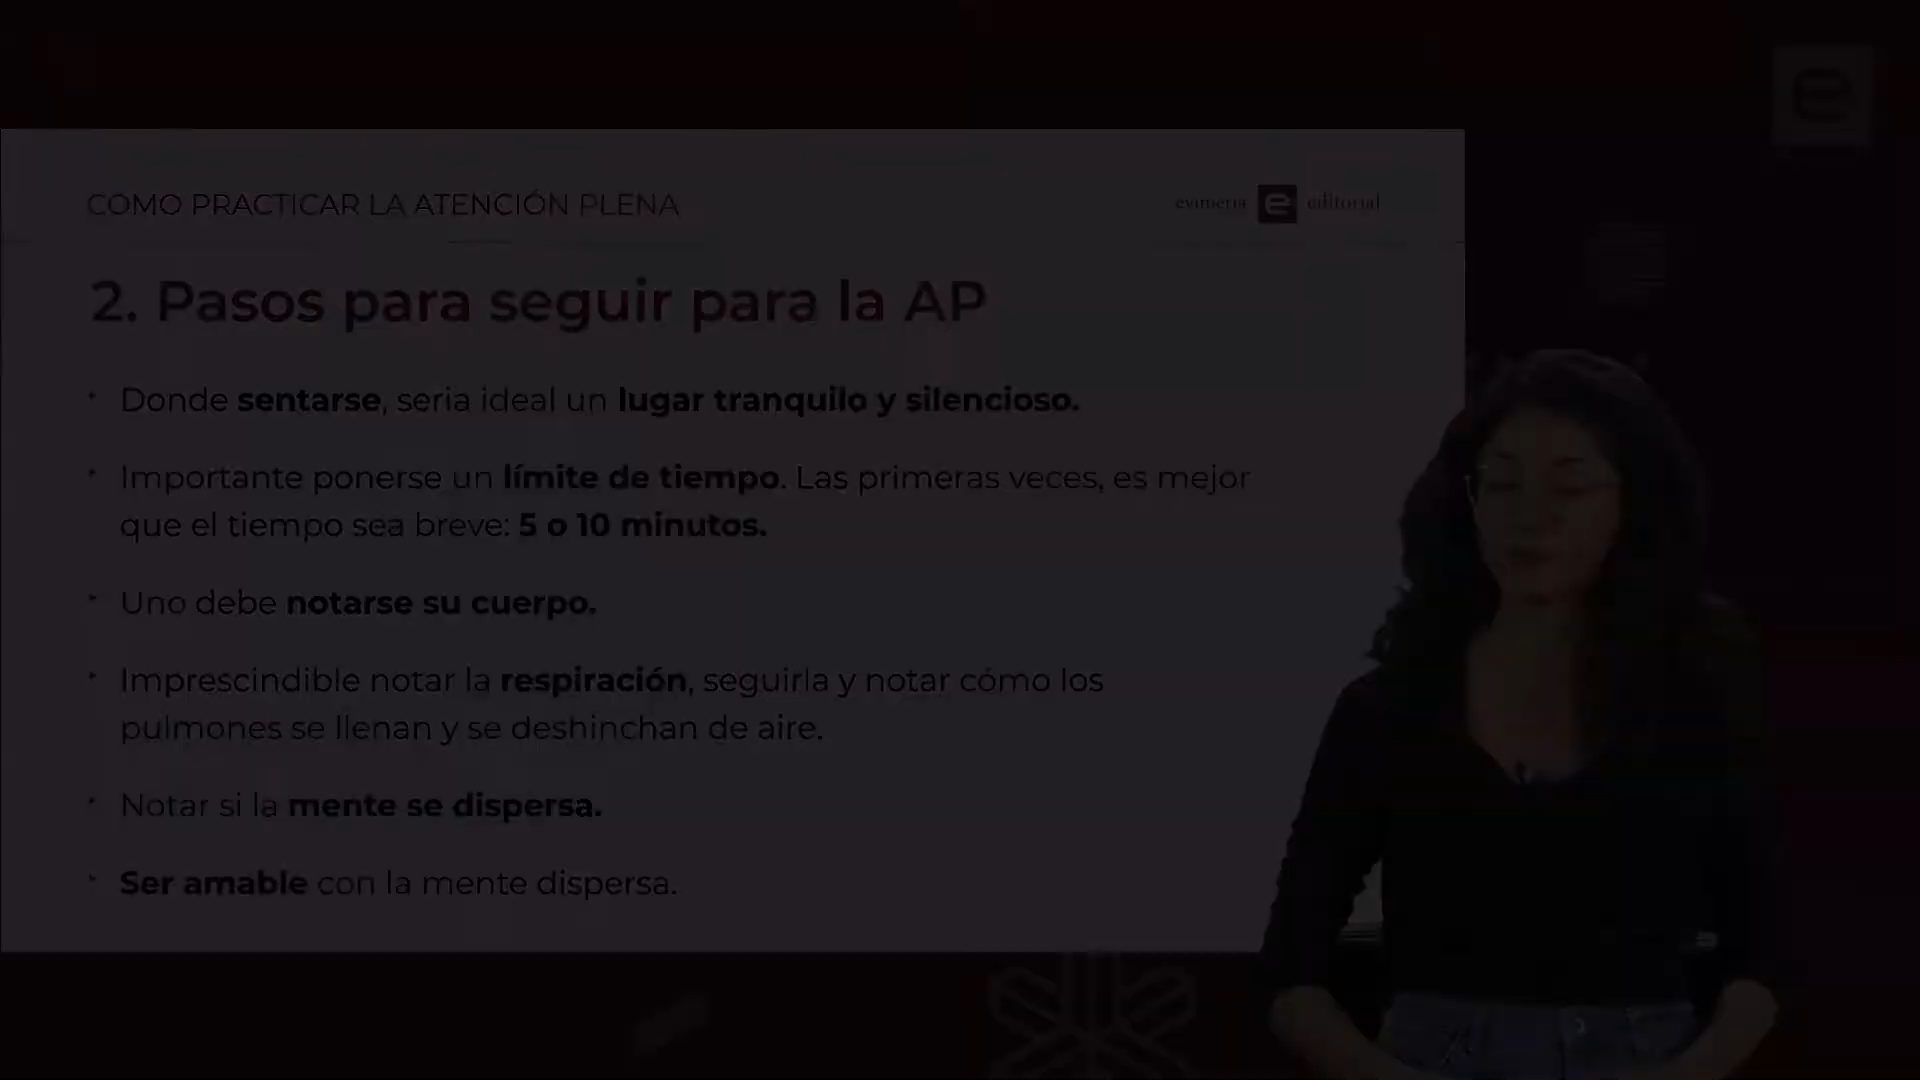 e
COMO PRACTICAR LA ATENCIÓN PLENA
evimeria e editorial
2. Pasos para seguir para la AP
• Donde sentarse, seria ideal un lugar tranquilo y silencioso.
• Importante ponerse un límite de tiempo. Las primeras veces, es mejor
que el tiempo sea breve: 5 o 10 minutos.
• Uno debe notarse su cuerpo.
• Imprescindible notar la respiración, seguirla y notar cómo los
pulmones se llenan y se deshinchan de aire.
• Notar si la mente se dispersa.
• Ser amable con la mente dispersa.